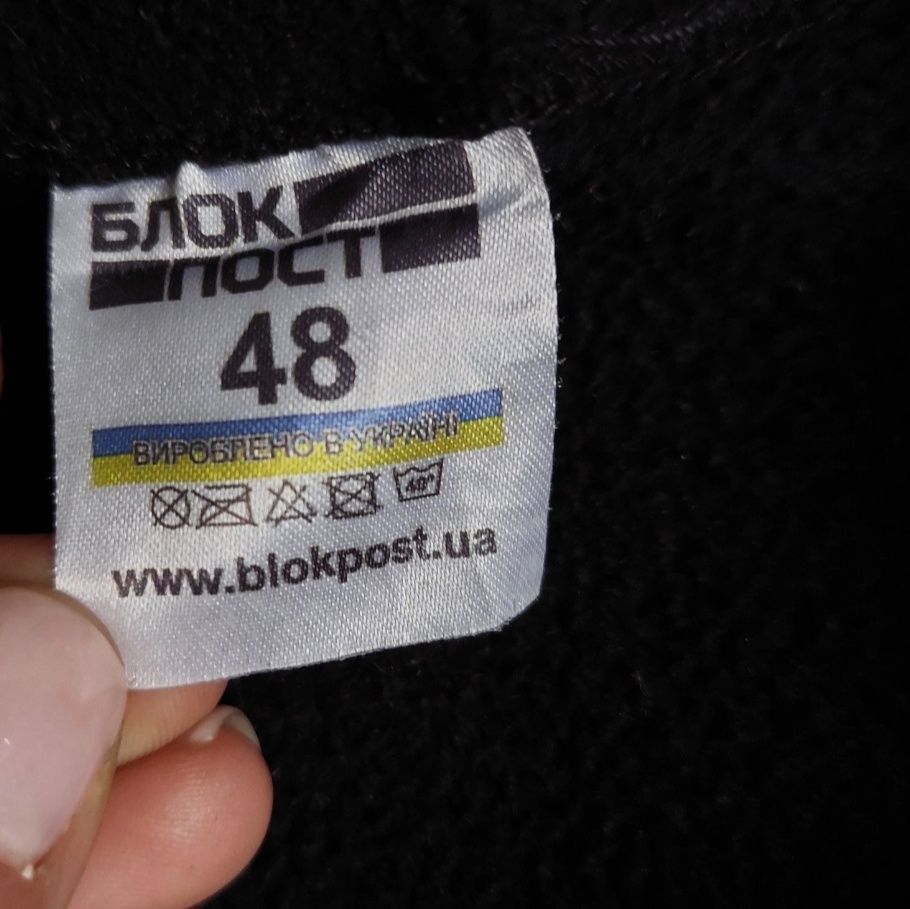 БЛОК
ПОСТ
48
ВИРОБЛЕНО В УКРАЇНІ
40°
www.blokpost.ua